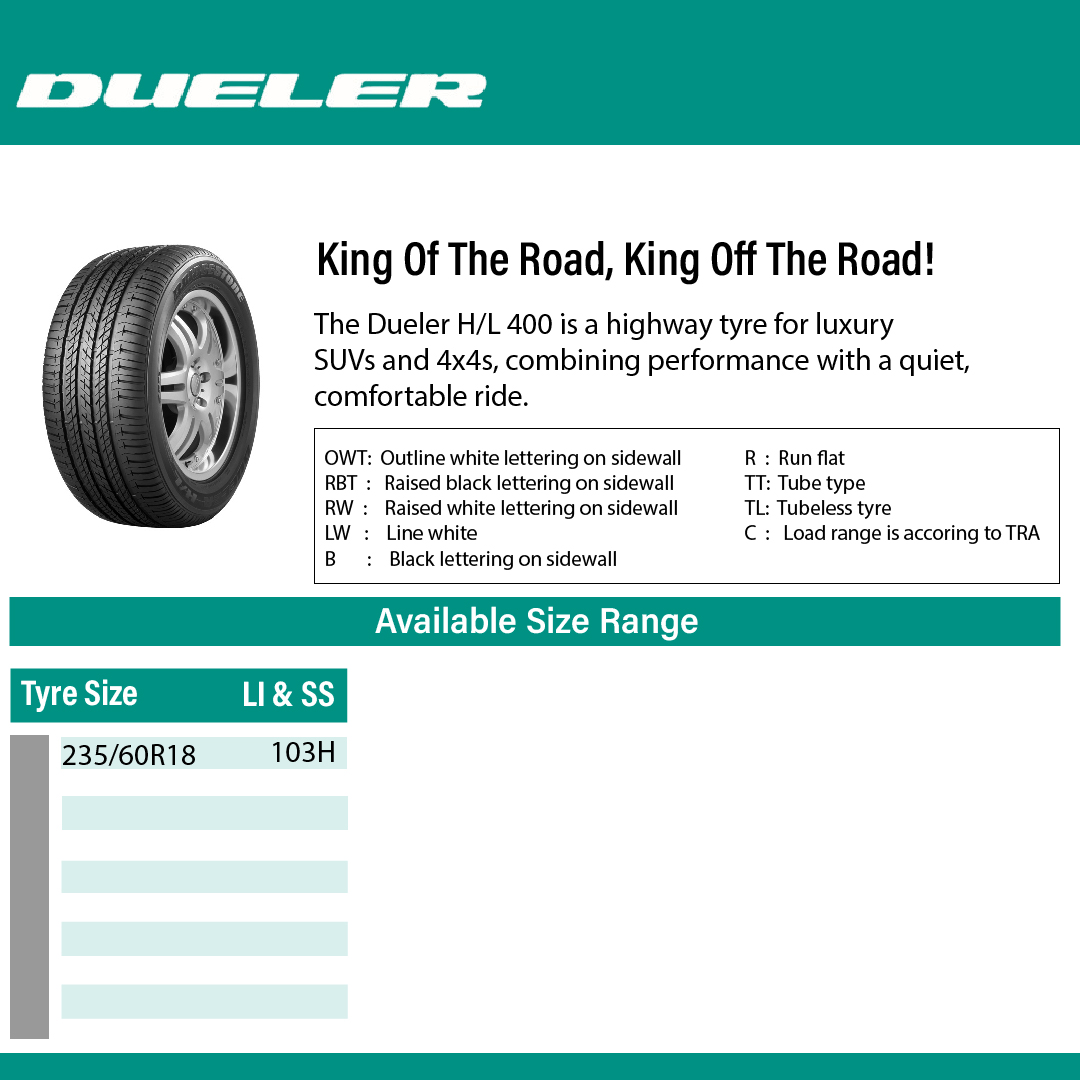 DUELER
King Of The Road, King Off The Road!
The Dueler H/L 400 is a highway tyre for luxury
SUVs and 4x4s, combining performance with a quiet,
comfortable ride.
OWT: Outline white lettering on sidewall
RBT : Raised black lettering on sidewall
RW : Raised white lettering on sidewall
LW : Line white
B : Black lettering on sidewall
R : Run flat
TT: Tube type
TL: Tubeless tyre
C : Load range is accoring to TRA
Available Size Range
Tyre Size LI & SS
235/60R18 103H
H/L